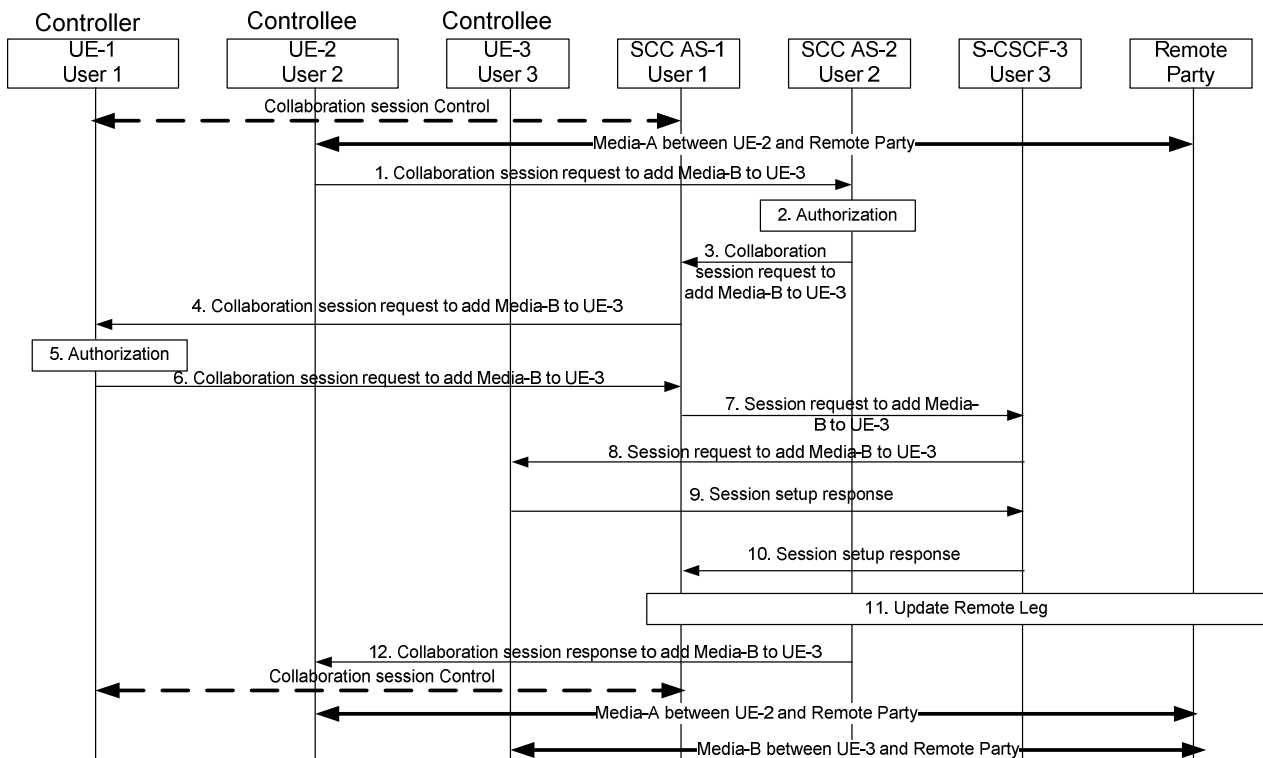 Controller
Controllee
Controllee
UE-1
User 1
UE-2
User 2
UE-3
User 3
SCC AS-1
User 1
SCC AS-2
User 2
S-CSCF-3
User 3
Remote
Party
Collaboration session Control
Media-A between UE-2 and Remote Party
1. Collaboration session request to add Media-B to UE-3
2. Authorization
3. Collaboration
session request to
add Media-B to UE-3
4. Collaboration session request to add Media-B to UE-3
5. Authorization
6. Collaboration session request to add Media-B to UE-3
7. Session request to add Media-
B to UE-3
8. Session request to add Media-B to UE-3
9. Session setup response
10. Session setup response
11. Update Remote Leg
12. Collaboration session response to add Media-B to UE-3
Collaboration session Control
Media-A between UE-2 and Remote Party
Media-B between UE-3 and Remote Party